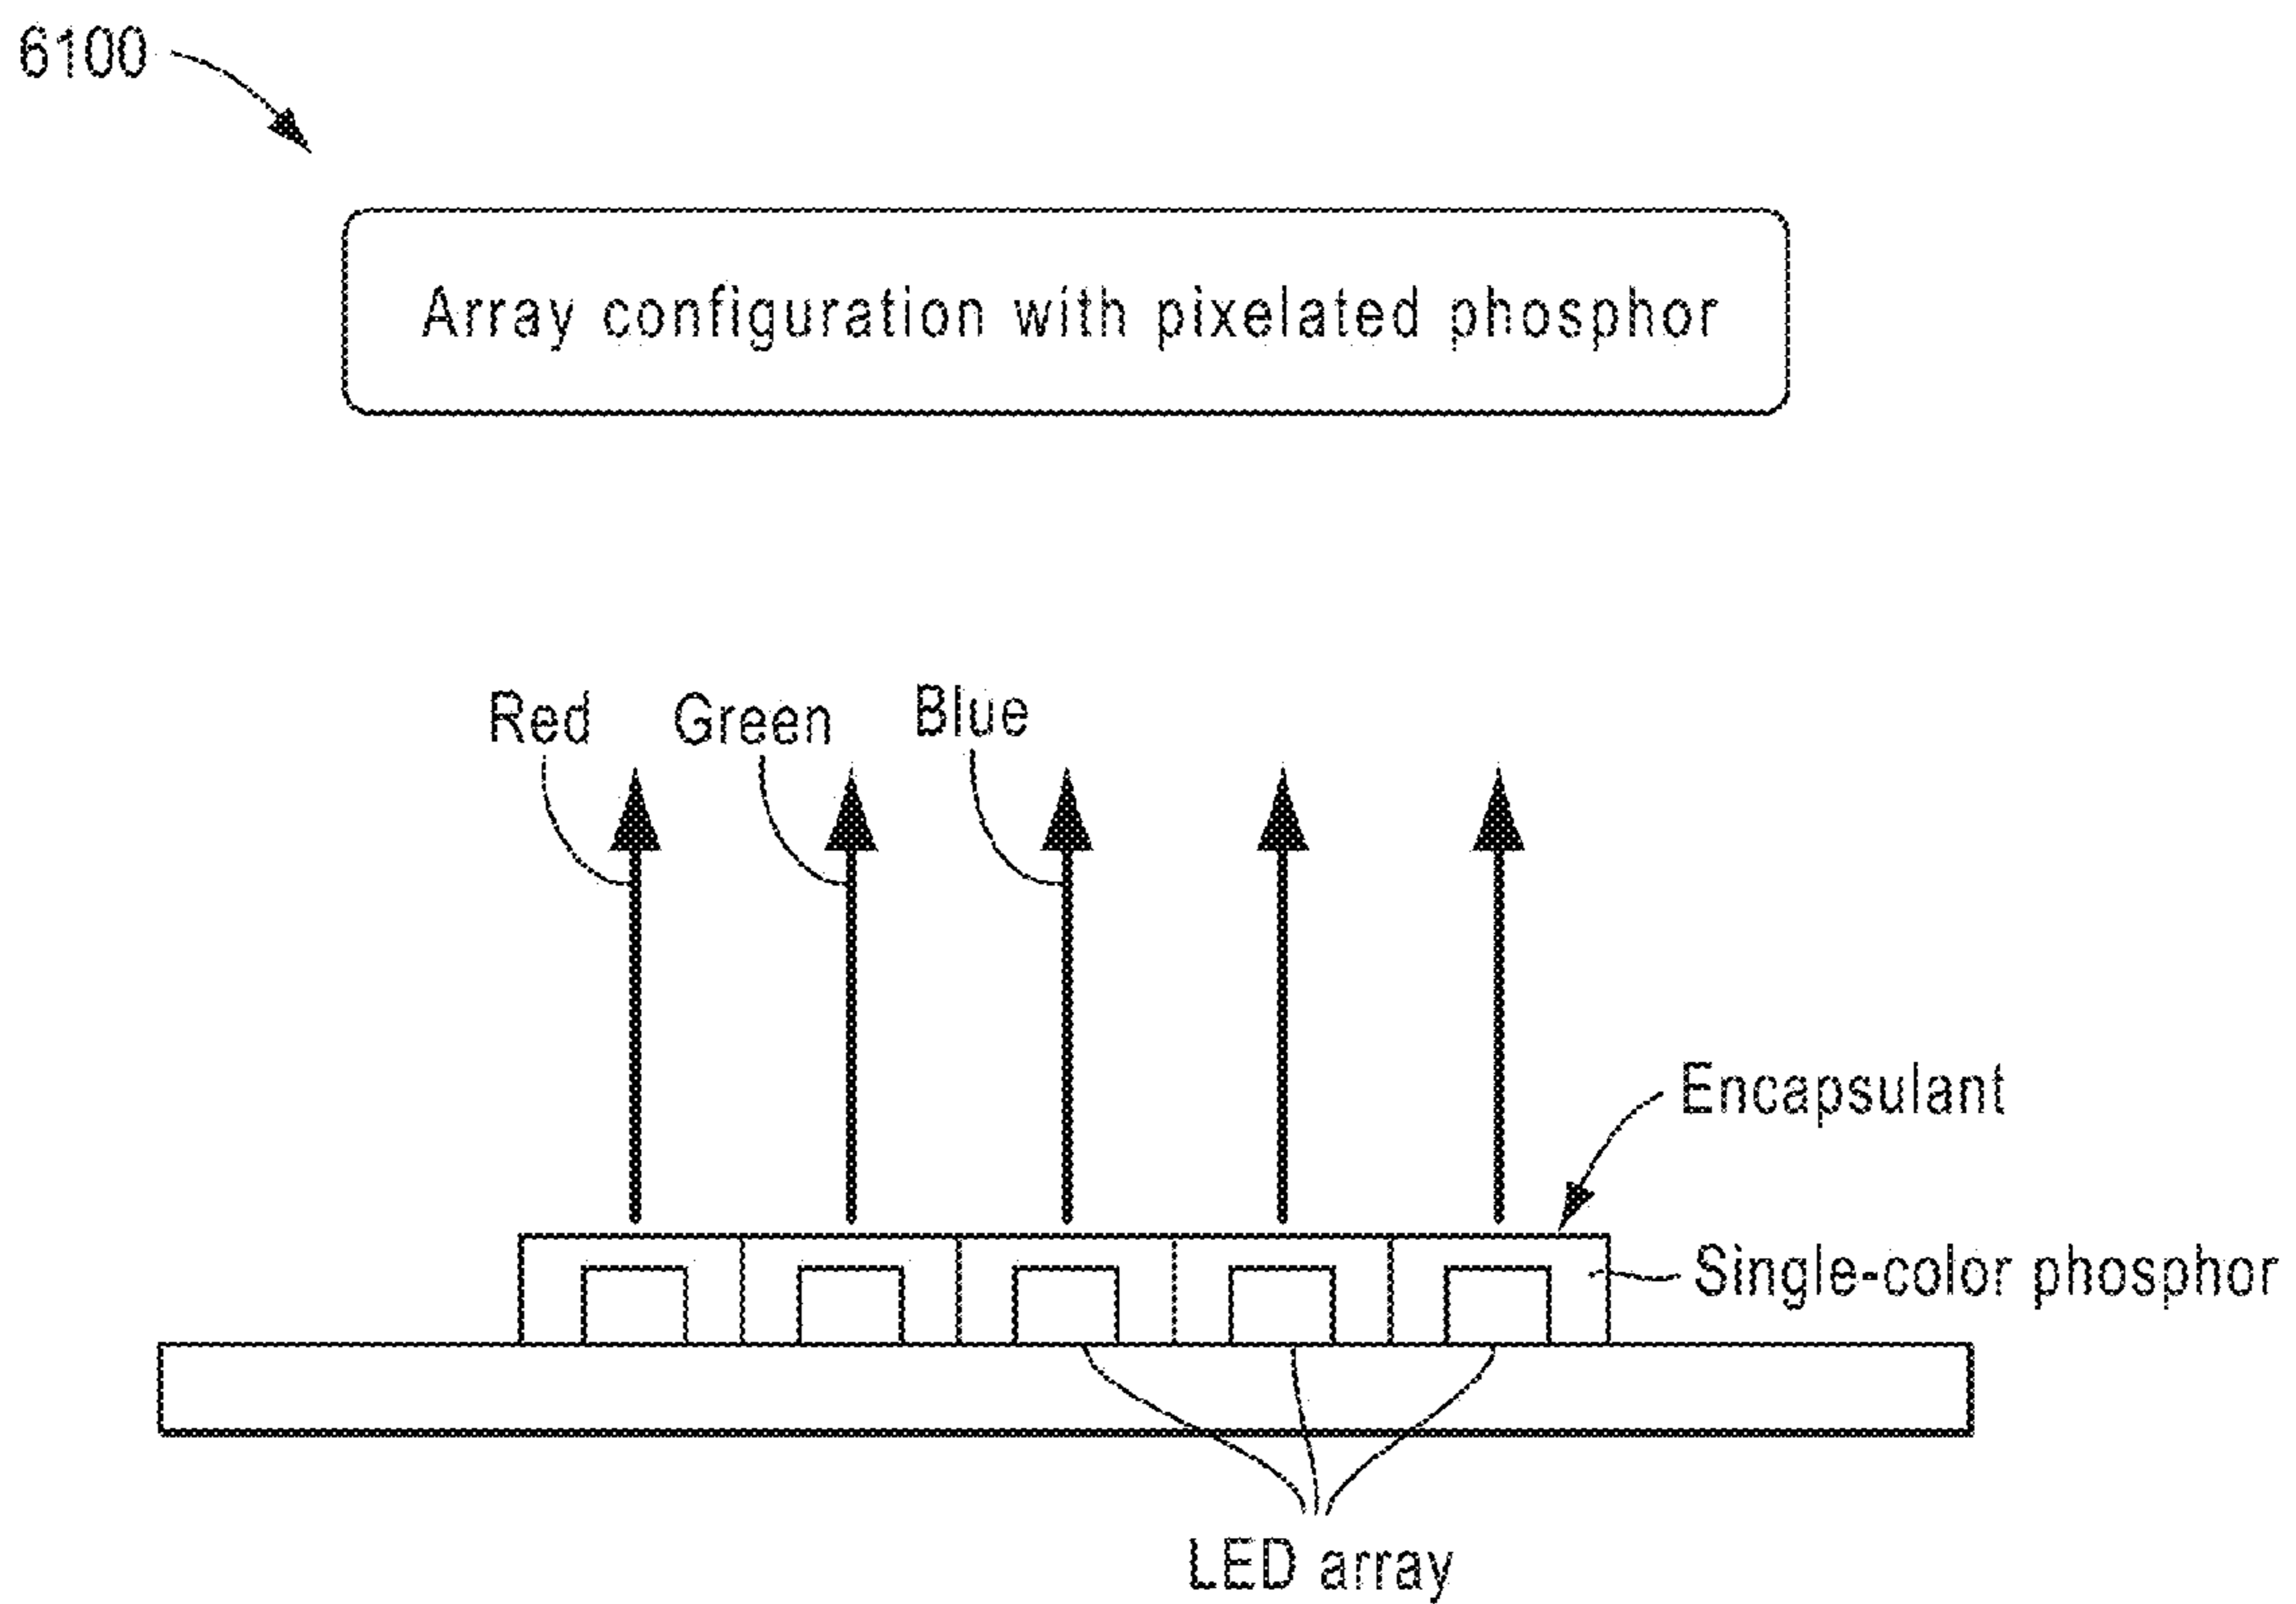 6100
Array configuration with pixelated phosphor
Red Green Blue
Encapsulant
Single-color phosphor
LED array